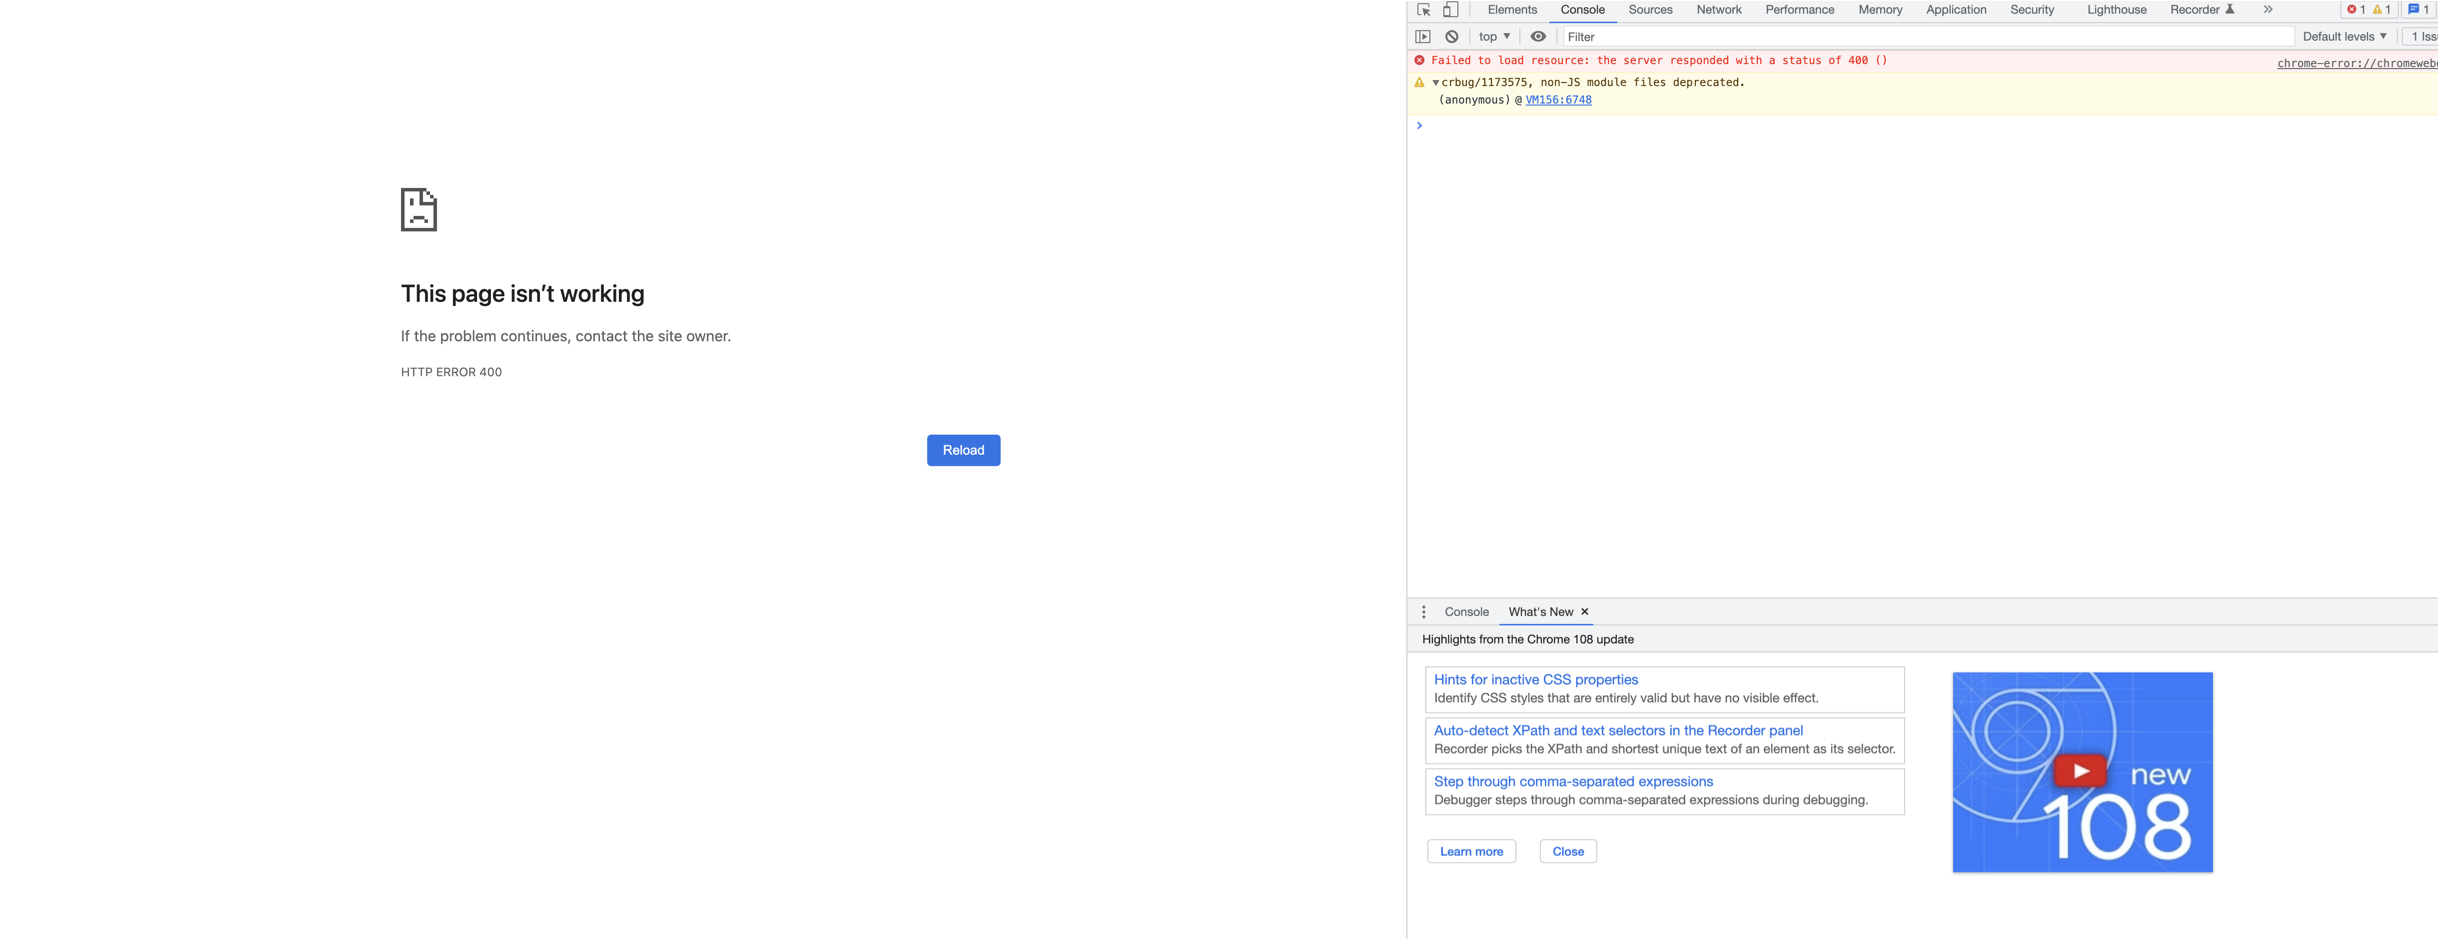 This page isn't working
If the problem continues, contact the site owner.
HTTP ERROR 400
Reload
Elements Console Sources Network Performance Memory Application Security Lighthouse Recorder 1 1 1
top Filter Default levels 1 Iss
Failed to load resource: the server responded with a status of 400 () chrome-error://chromeweb
crbug/1173575, non-JS module files deprecated.
(anonymous) @ VM156:6748
Console What's New
Highlights from the Chrome 108 update
Hints for inactive CSS properties
Identify CSS styles that are entirely valid but have no visible effect.
Auto-detect XPath and text selectors in the Recorder panel
Recorder picks the XPath and shortest unique text of an element as its selector.
Step through comma-separated expressions
Debugger steps through comma-separated expressions during debugging.
Learn more Close
new
108